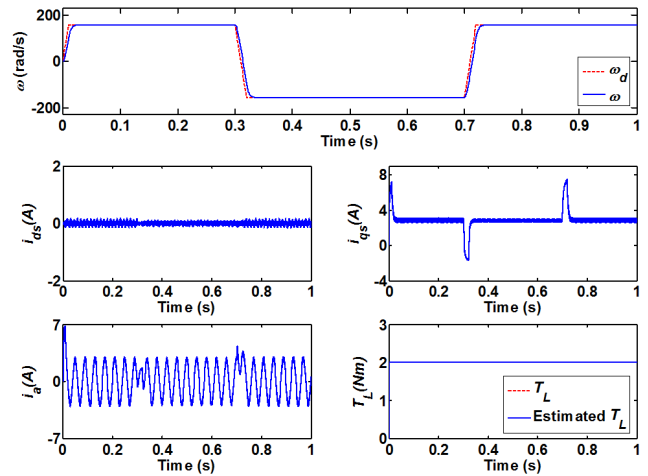 200
0
-200
ω (rad/s)
0 0.1 0.2 0.3 0.4 0.5 0.6 0.7 0.8 0.9 1
Time (s)
ω_d
ω
2
0
-2
i_ds(A)
0 0.2 0.4 0.6 0.8 1
Time (s)
8
4
0
-4
i_qs(A)
0 0.2 0.4 0.6 0.8 1
Time (s)
7
0
-7
i_a(A)
0 0.2 0.4 0.6 0.8 1
Time (s)
3
2
1
0
T_L(Nm)
0 0.2 0.4 0.6 0.8 1
Time (s)
T_L
Estimated T_L